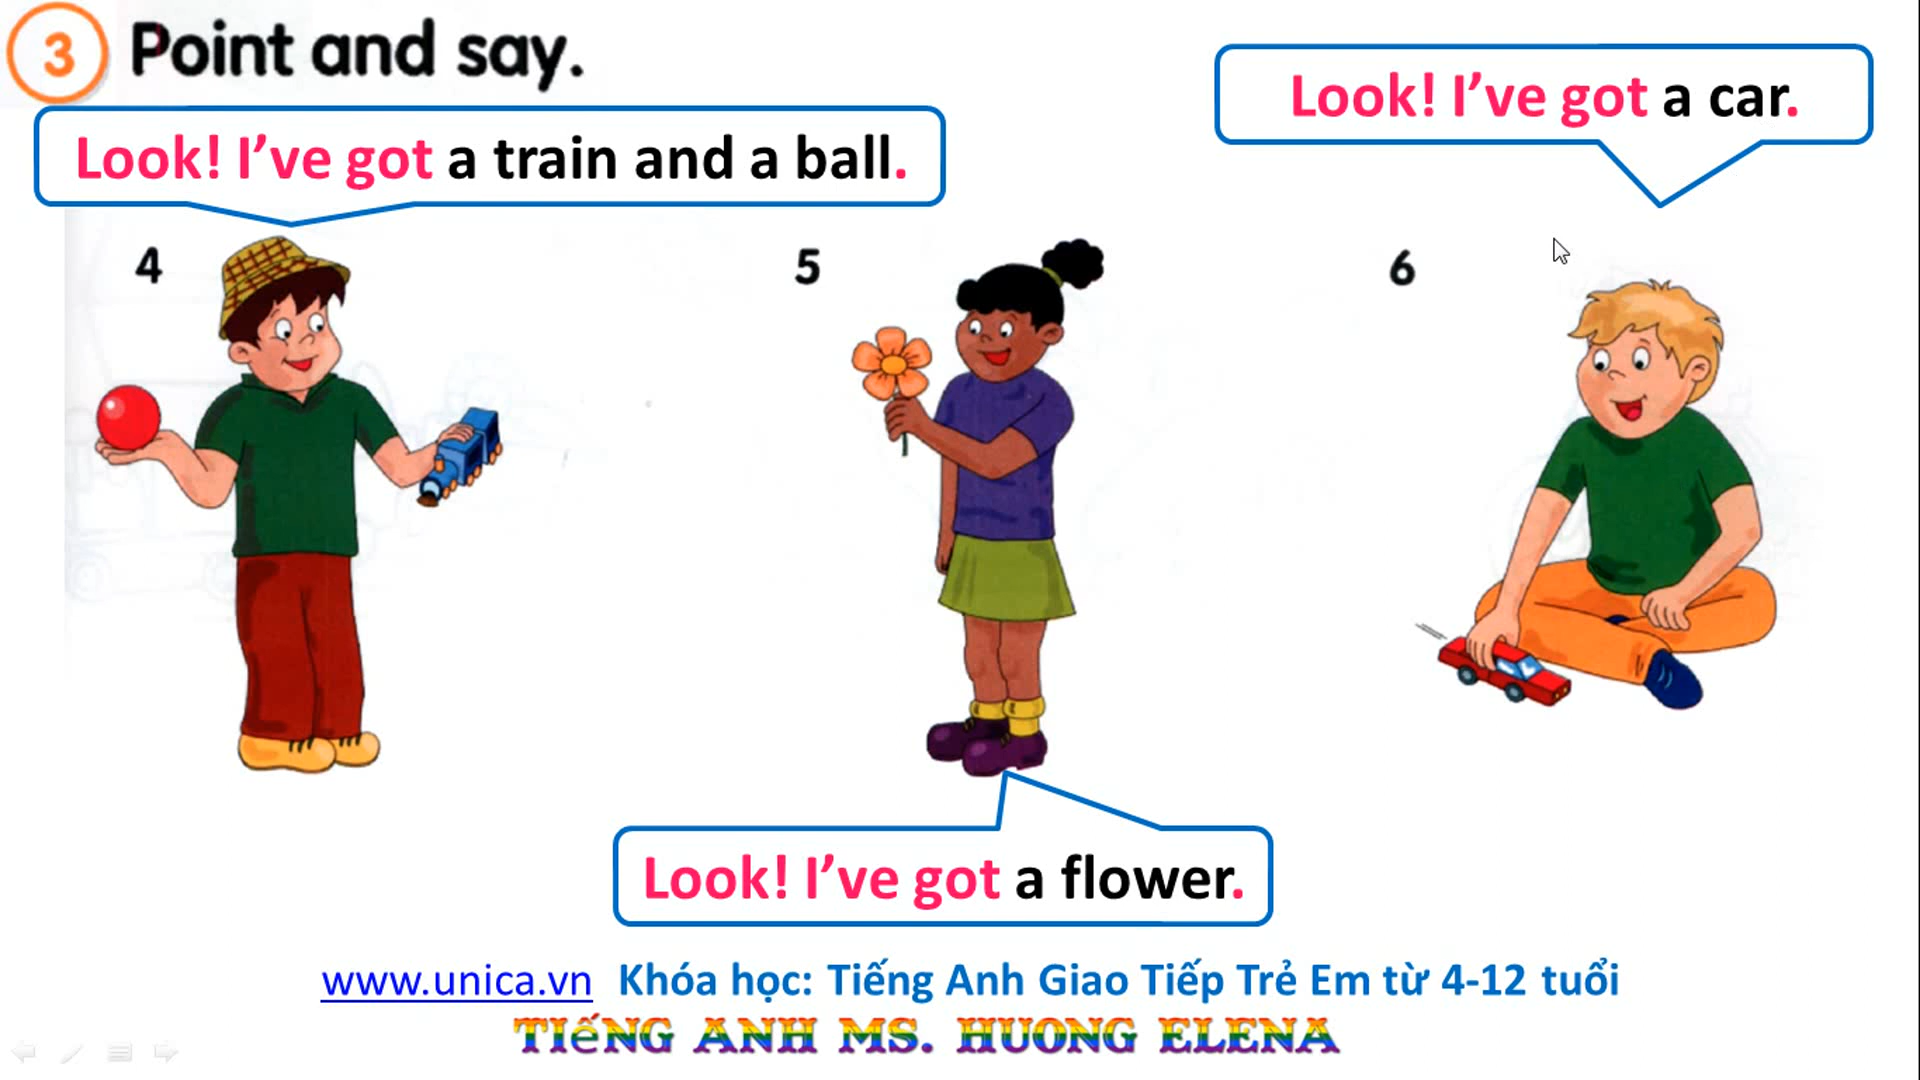 3 Point and say.
Look! I’ve got a car.
Look! I’ve got a train and a ball.
4
5
6
Look! I’ve got a flower.
www.unica.vn Khóa học: Tiếng Anh Giao Tiếp Trẻ Em từ 4-12 tuổi
TIếNG ANH MS. HUONG ELENA